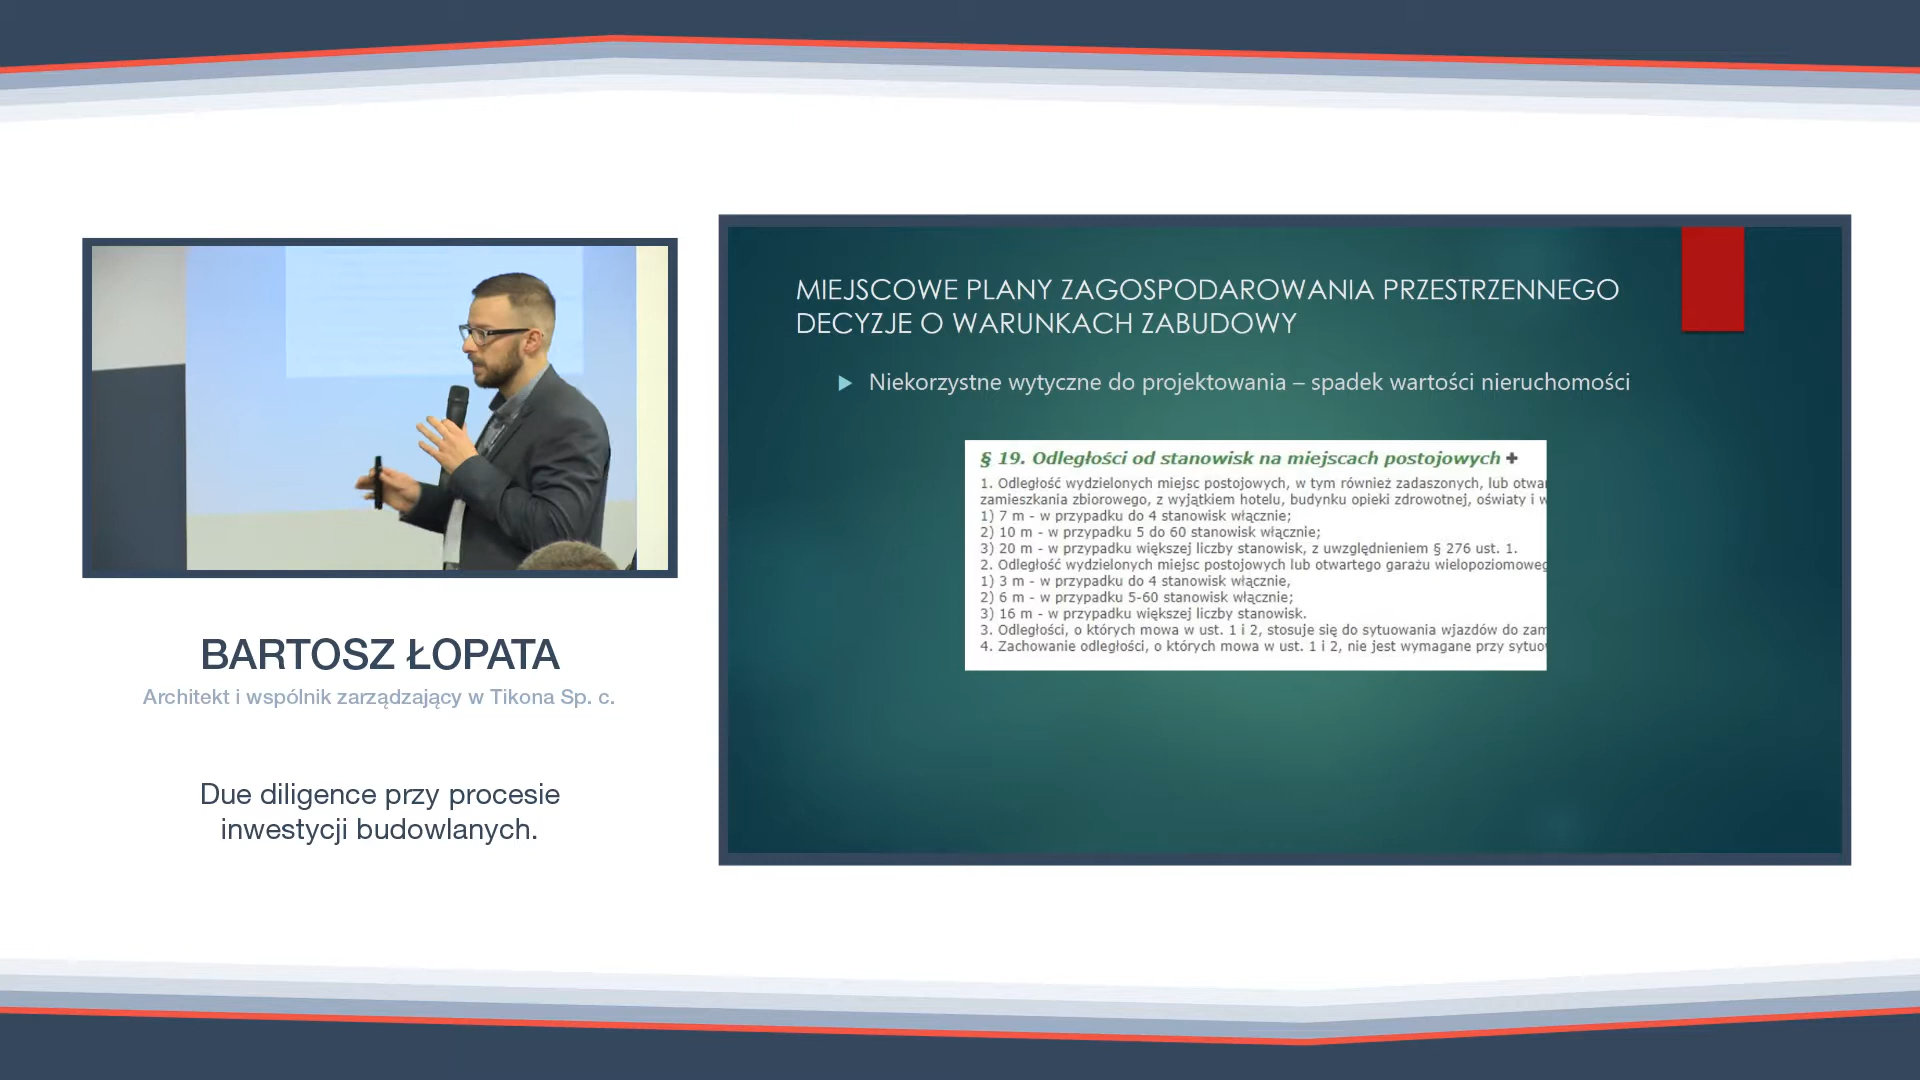 MIEJSCOWE PLANY ZAGOSPODAROWANIA PRZESTRZENNEGO
DECYZJE O WARUNKACH ZABUDOWY
Niekorzystne wytyczne do projektowania – spadek wartości nieruchomości
§ 19. Odległości od stanowisk na miejscach postojowych +
1. Odległość wydzielonych miejsc postojowych, w tym również zadaszonych, lub
zamieszkania zbiorowego, z wyjątkiem hotelu, budynku opieki zdrowotnej, oświaty i
1) 7 m - w przypadku do 4 stanowisk włącznie;
2) 10 m - w przypadku 5 do 60 stanowisk włącznie;
3) 20 m - w przypadku większej liczby stanowisk, z uwzględnieniem § 276 ust. 1.
2. Odległość wydzielonych miejsc postojowych lub otwartego garażu
1) 3 m - w przypadku do 4 stanowisk włącznie,
2) 6 m - w przypadku 5-60 stanowisk włącznie;
3) 16 m - w przypadku większej liczby stanowisk.
3. Odległości, o których mowa w ust. 1 i 2, stosuje się do sytuowania wjazdów do
4. Zachowanie odległości, o których mowa w ust. 1 i 2, nie jest wymagane przy
BARTOSZ ŁOPATA
Architekt i wspólnik zarządzający w Tikona Sp. c.
Due diligence przy procesie
inwestycji budowlanych.